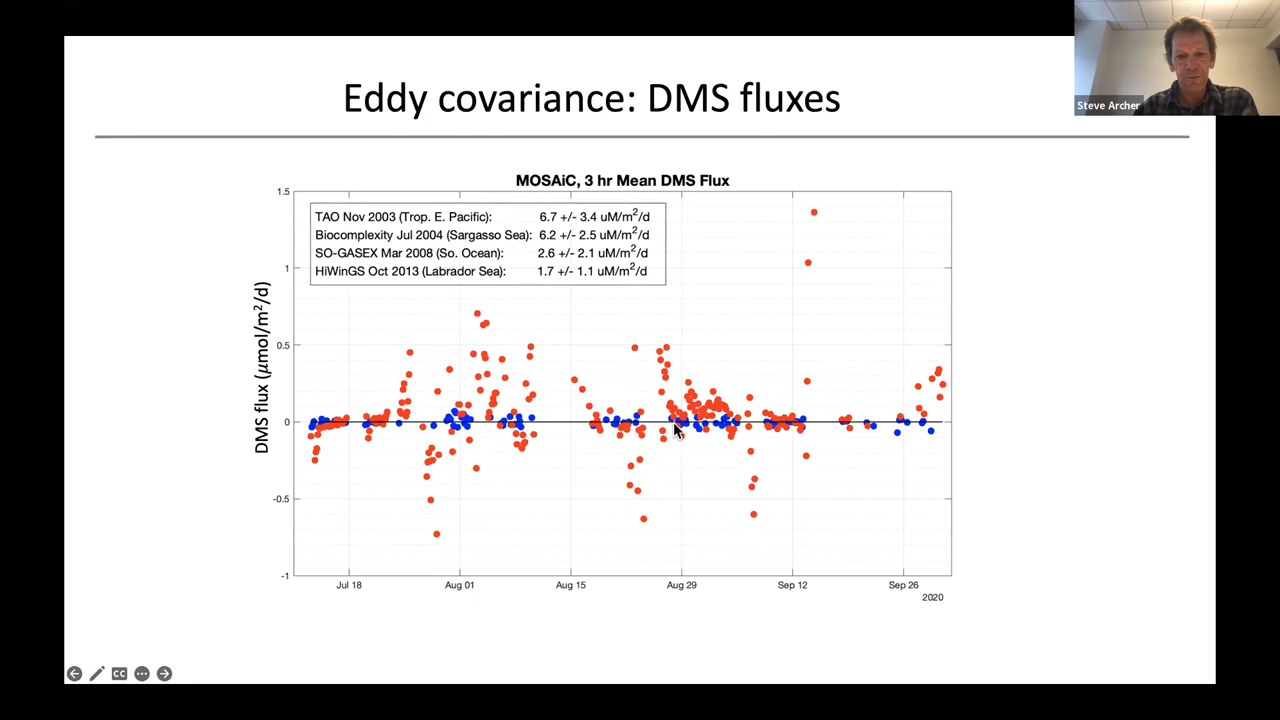 Eddy covariance: DMS fluxes
Steve Archer
MOSAiC, 3 hr Mean DMS Flux
TAO Nov 2003 (Trop. E. Pacific): 6.7 +/- 3.4 uM/m²/d
Biocomplexity Jul 2004 (Sargasso Sea): 6.2 +/- 2.5 uM/m²/d
SO-GASEX Mar 2008 (So. Ocean): 2.6 +/- 2.1 uM/m²/d
HiWinGS Oct 2013 (Labrador Sea): 1.7 +/- 1.1 uM/m²/d
DMS flux (μmol/m²/d)
1.5
1
0.5
0
-0.5
-1
Jul 18 Aug 01 Aug 15 Aug 29 Sep 12 Sep 26
2020
CC